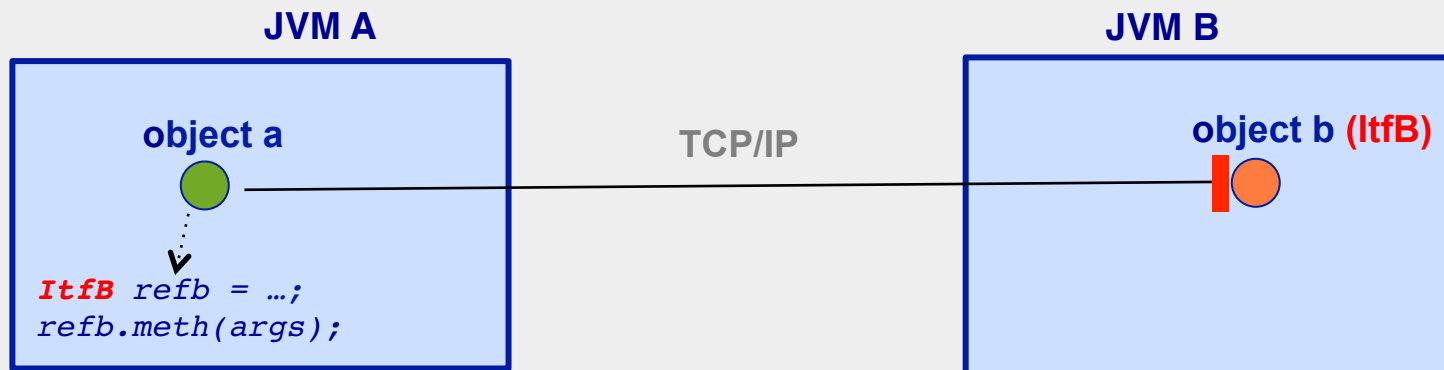 JVM A
JVM B
object a
TCP/IP
object b (ItfB)
ItfB refb = …;
refb.meth(args);